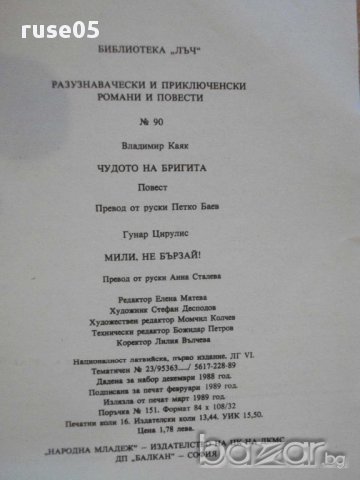 ruse05
БИБЛИОТЕКА „ЛЪЧ"
РАЗУЗНАВАЧЕСКИ И ПРИКЛЮЧЕНСКИ
РОМАНИ И ПОВЕСТИ
№ 90
Владимир Каяк
ЧУДОТО НА БРИГИТА
Повест
Превод от руски Петко Баев
Гунар Цирулис
МИЛИ, НЕ БЪРЗАЙ!
Превод от руски Анна Сталева
Редактор Елена Матева
Художник Стефан Десподов
Художествен редактор Момчил Колчев
Технически редактор Божидар Петров
Коректор Лилия Вълчева
Националност латвийска, първо издание. ЛГ VI.
Тематичен № 23/95363..../ 5617-228-89
Дадена за набор декември 1988 год.
Подписана за печат февруари 1989 год.
Излязла от печат март 1989 год.
Поръчка № 151. Формат 84 х 108/32
Печатни коли 16. Издателски коли 13,44. УИК 15,50.
Цена 1,78 лева.
„НАРОДНА МЛАДЕЖ" – ИЗДАТЕЛСТВО НА ЦК НА ДКМС
ДП „БАЛКАН" – СОФИЯ
bazar.bg